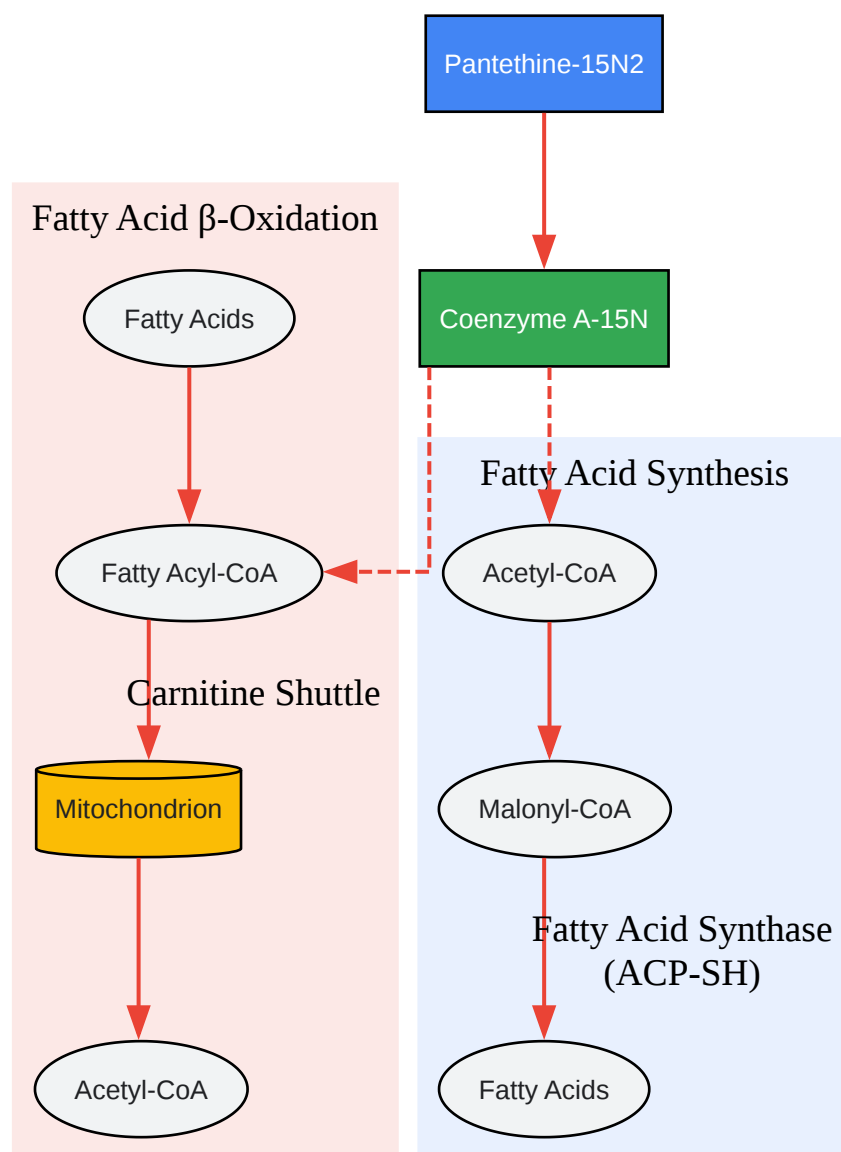 Pantethine-15N2
Fatty Acid β-Oxidation
Fatty Acids
Coenzyme A-15N
Fatty Acid Synthesis
Fatty Acyl-CoA
Acetyl-CoA
Carnitine Shuttle
Mitochondrion
Malonyl-CoA
Fatty Acid Synthase
(ACP-SH)
Acetyl-CoA
Fatty Acids